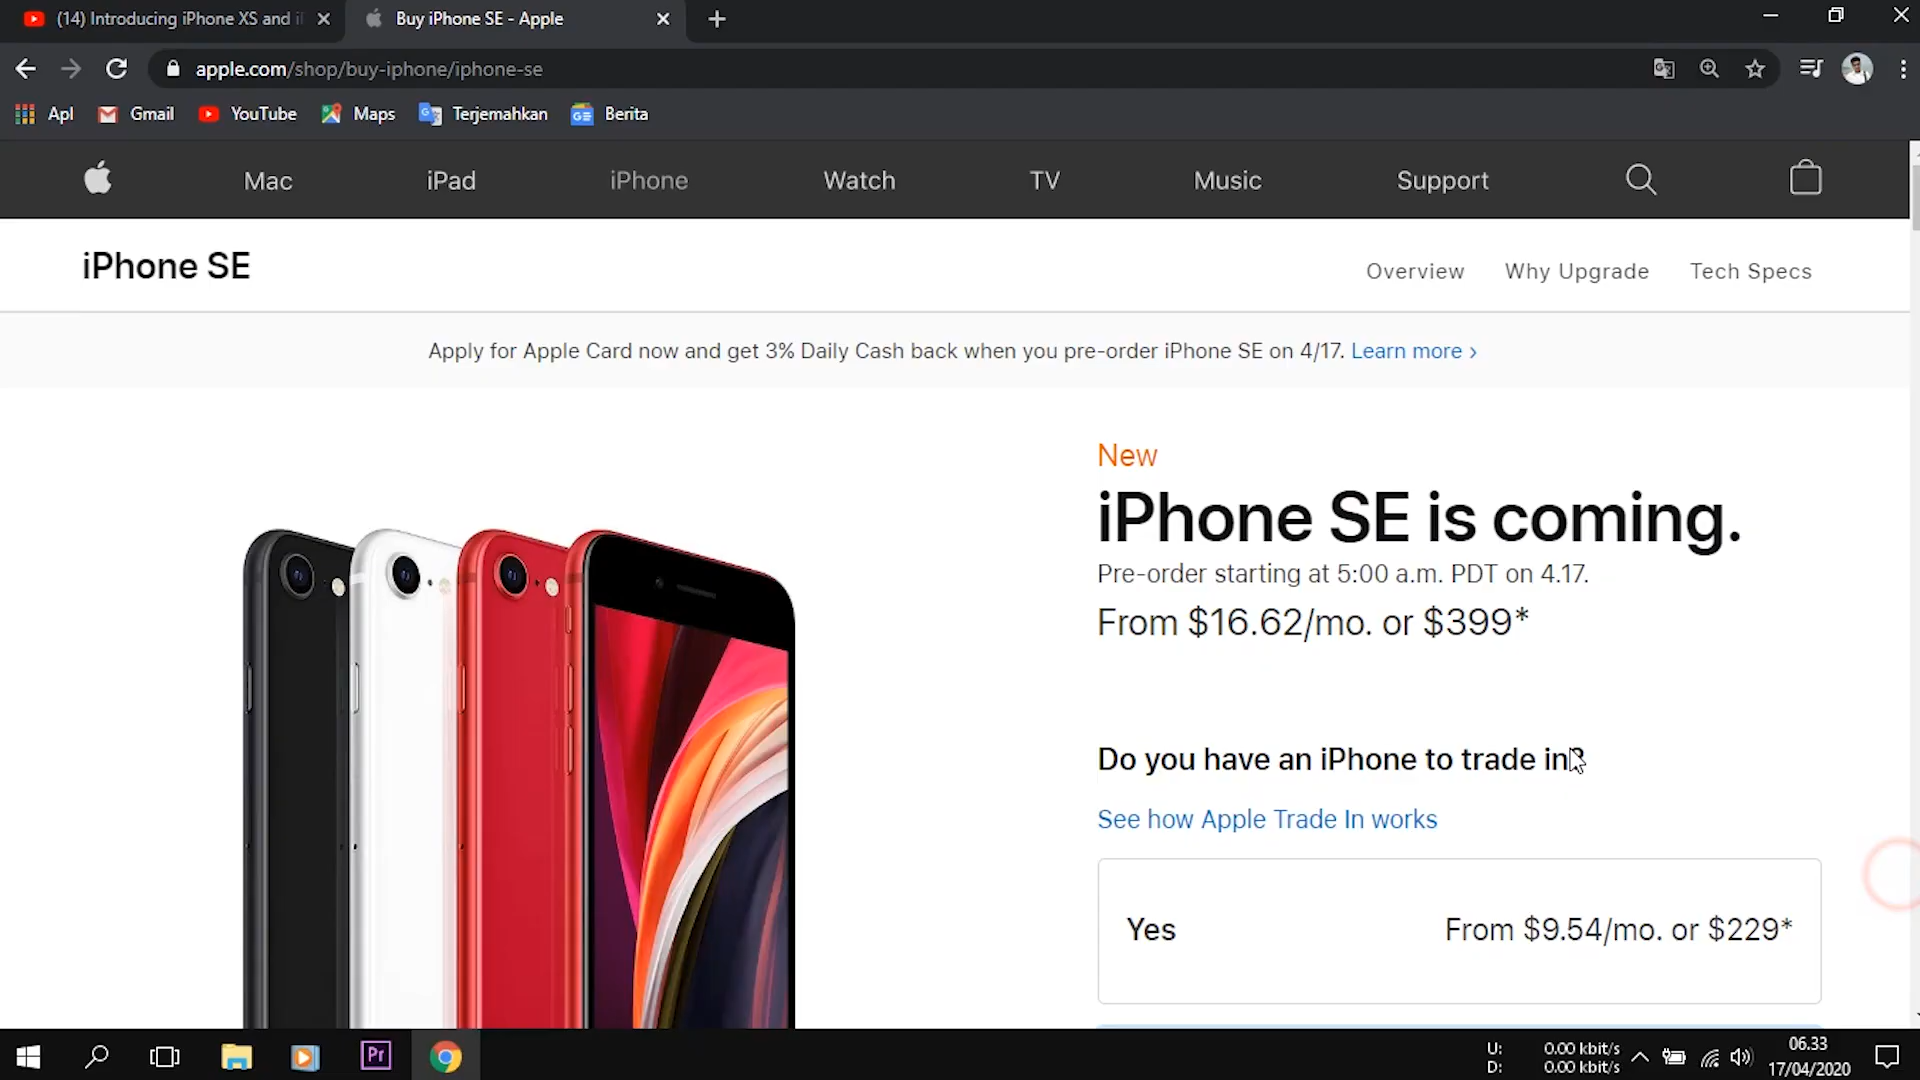 (14) Introducing iPhone XS and i
Buy iPhone SE - Apple
apple.com/shop/buy-iphone/iphone-se
Apl
Gmail
YouTube
Maps
Terjemahkan
Berita
Mac
iPad
iPhone
Watch
TV
Music
Support
iPhone SE
Overview
Why Upgrade
Tech Specs
Apply for Apple Card now and get 3% Daily Cash back when you pre-order iPhone SE on 4/17. Learn more ›
New
iPhone SE is coming.
Pre-order starting at 5:00 a.m. PDT on 4.17.
From $16.62/mo. or $399*
Do you have an iPhone to trade in?
See how Apple Trade In works
Yes
From $9.54/mo. or $229*
Pr
U: 0.00 kbit/s
D: 0.00 kbit/s
06.33
17/04/2020